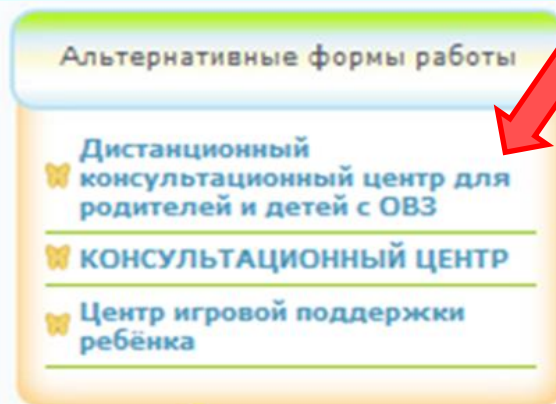 Альтернативные формы работы
Дистанционный
консультационный центр для
родителей и детей с ОВЗ
КОНСУЛЬТАЦИОННЫЙ ЦЕНТР
Центр игровой поддержки
ребёнка